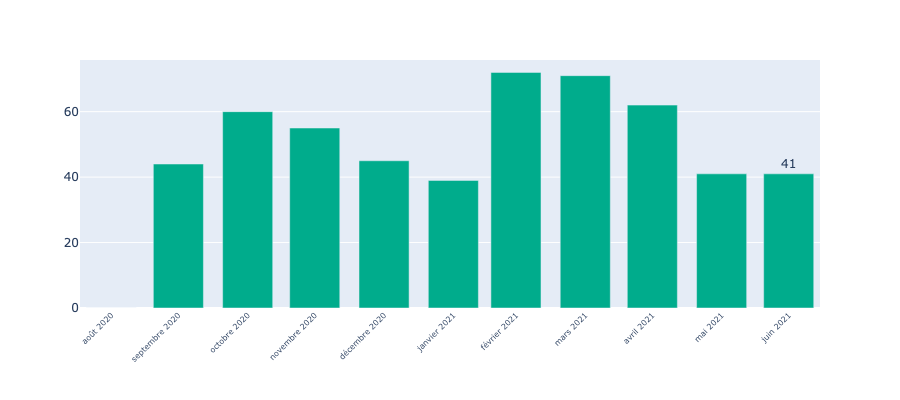 60
40
20
0
41
août 2020
septembre 2020
octobre 2020
novembre 2020
décembre 2020
janvier 2021
février 2021
mars 2021
avril 2021
mai 2021
juin 2021